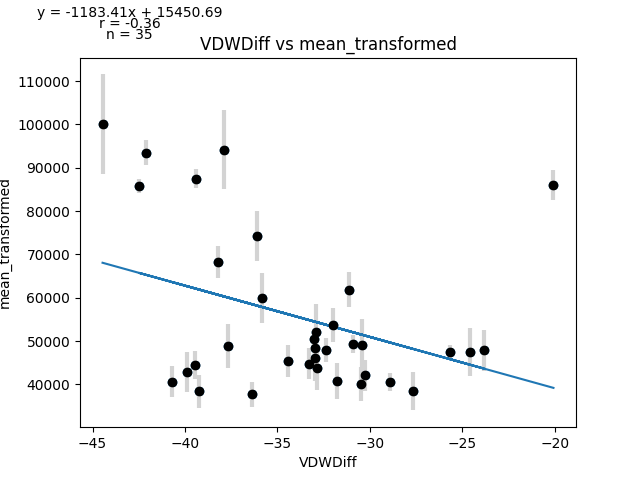 y = -1183.41x + 15450.69
r = -0.36
n = 35
VDWDiff vs mean_transformed
110000
100000
90000
80000
70000
60000
50000
40000
mean_transformed
−45
−40
−35
−30
−25
−20
VDWDiff